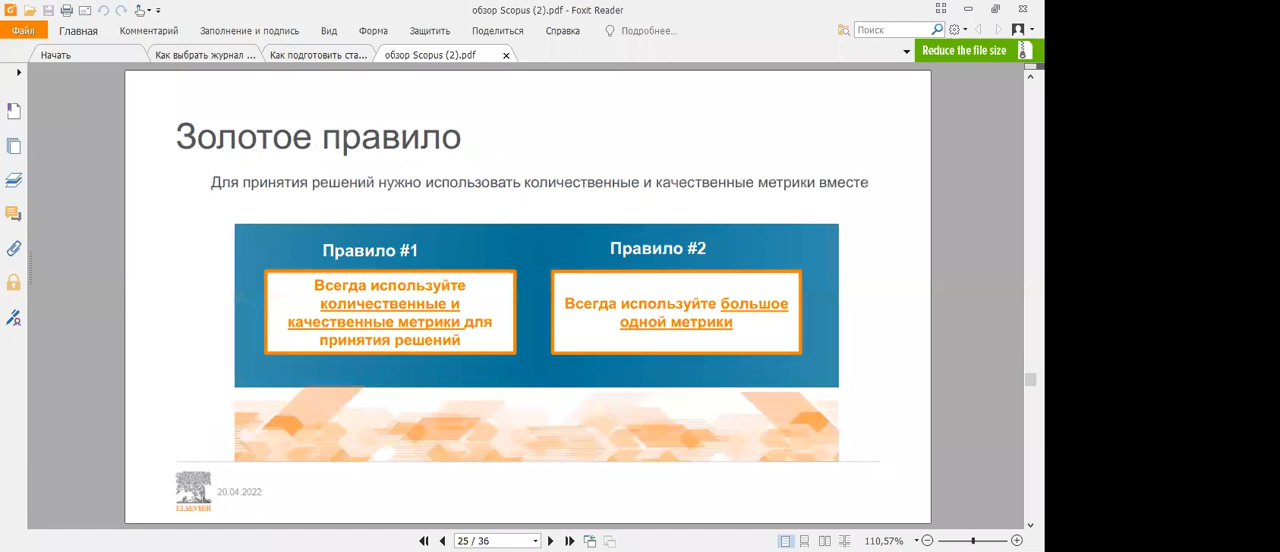 обзор Scopus (2).pdf - Foxit Reader
Файл Главная Комментарий Заполнение и подпись Вид Форма Защитить Поделиться Справка Подробнее... Поиск
Начать Как выбрать журнал ... Как подготовить ста... обзор Scopus (2).pdf Reduce the file size
Золотое правило
Для принятия решений нужно использовать количественные и качественные метрики вместе
Правило #1
Всегда используйте
количественные и
качественные метрики для
принятия решений
Правило #2
Всегда используйте большое
одной метрики
ELSEVIER
20.04.2022
25 / 36
110,57%